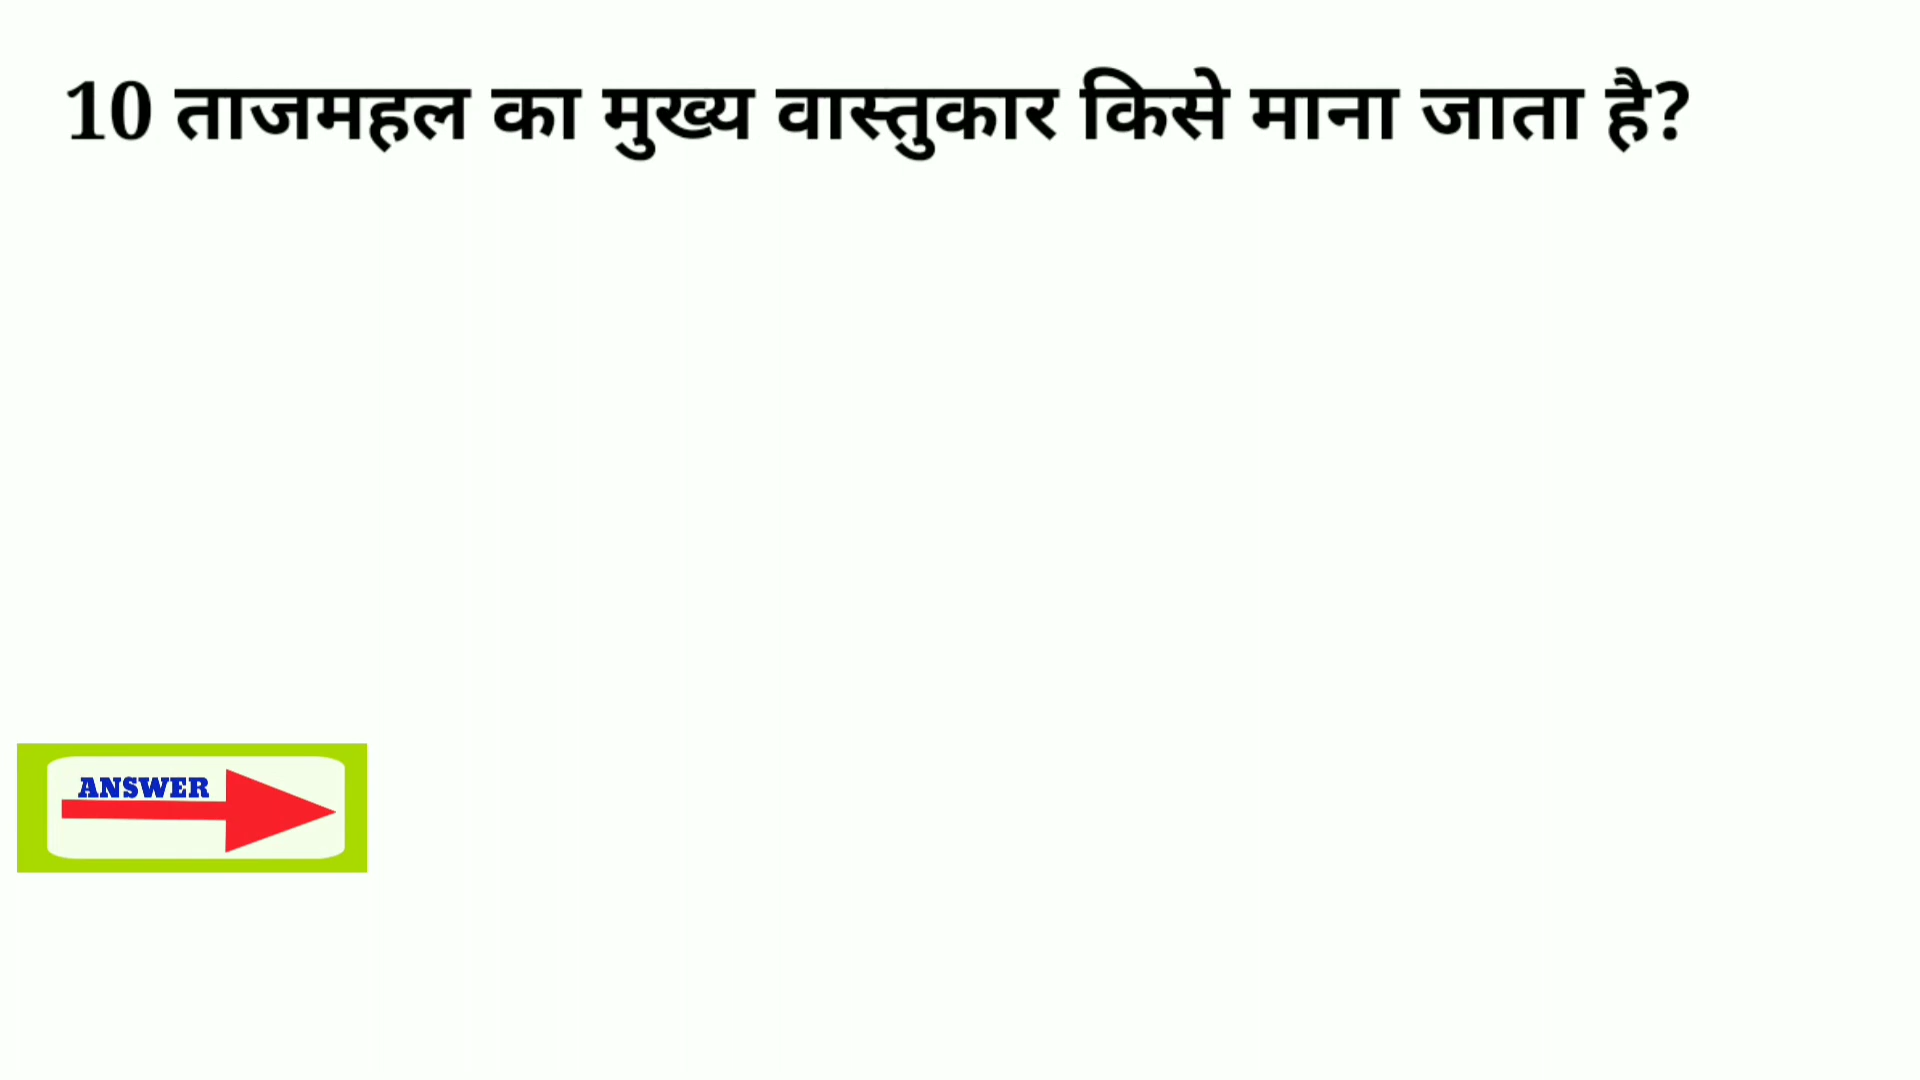 10 ताजमहल का मुख्य वास्तुकार किसे माना जाता है?
ANSWER